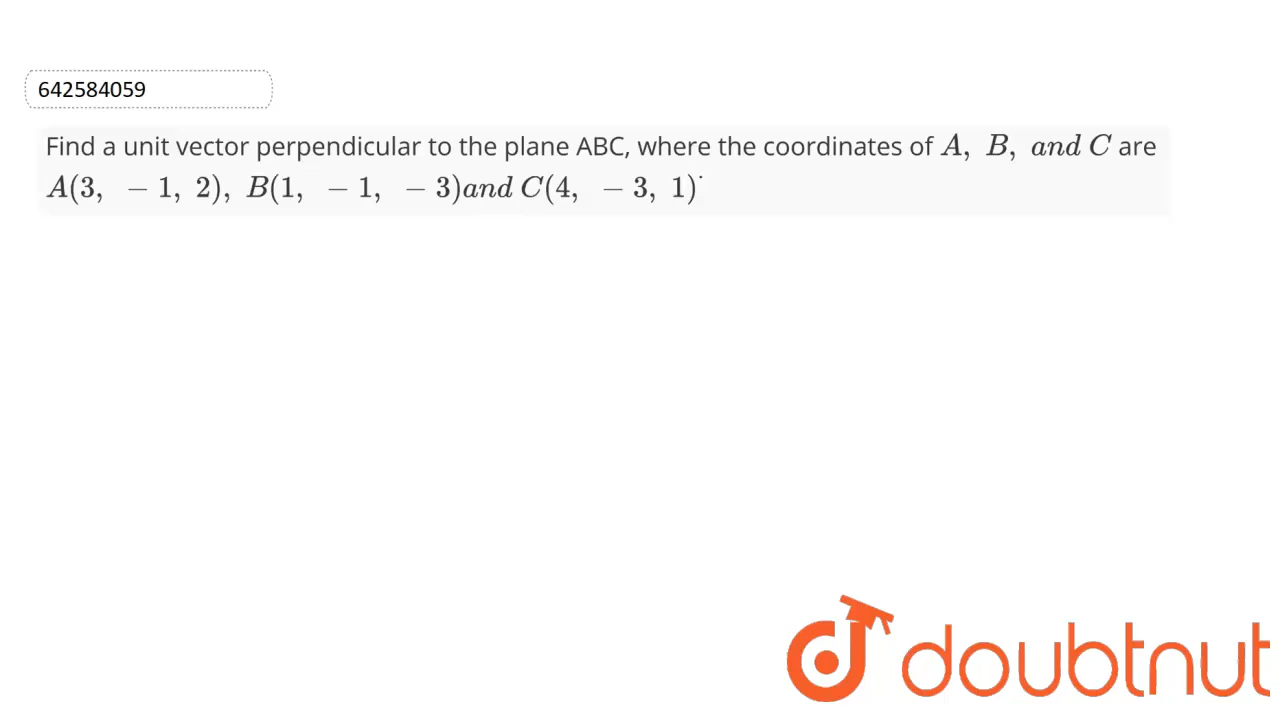 642584059
Find a unit vector perpendicular to the plane ABC, where the coordinates of A, B, and C are
A(3, −1, 2), B(1, −1, −3)and C(4, −3, 1)˙
doubtnut